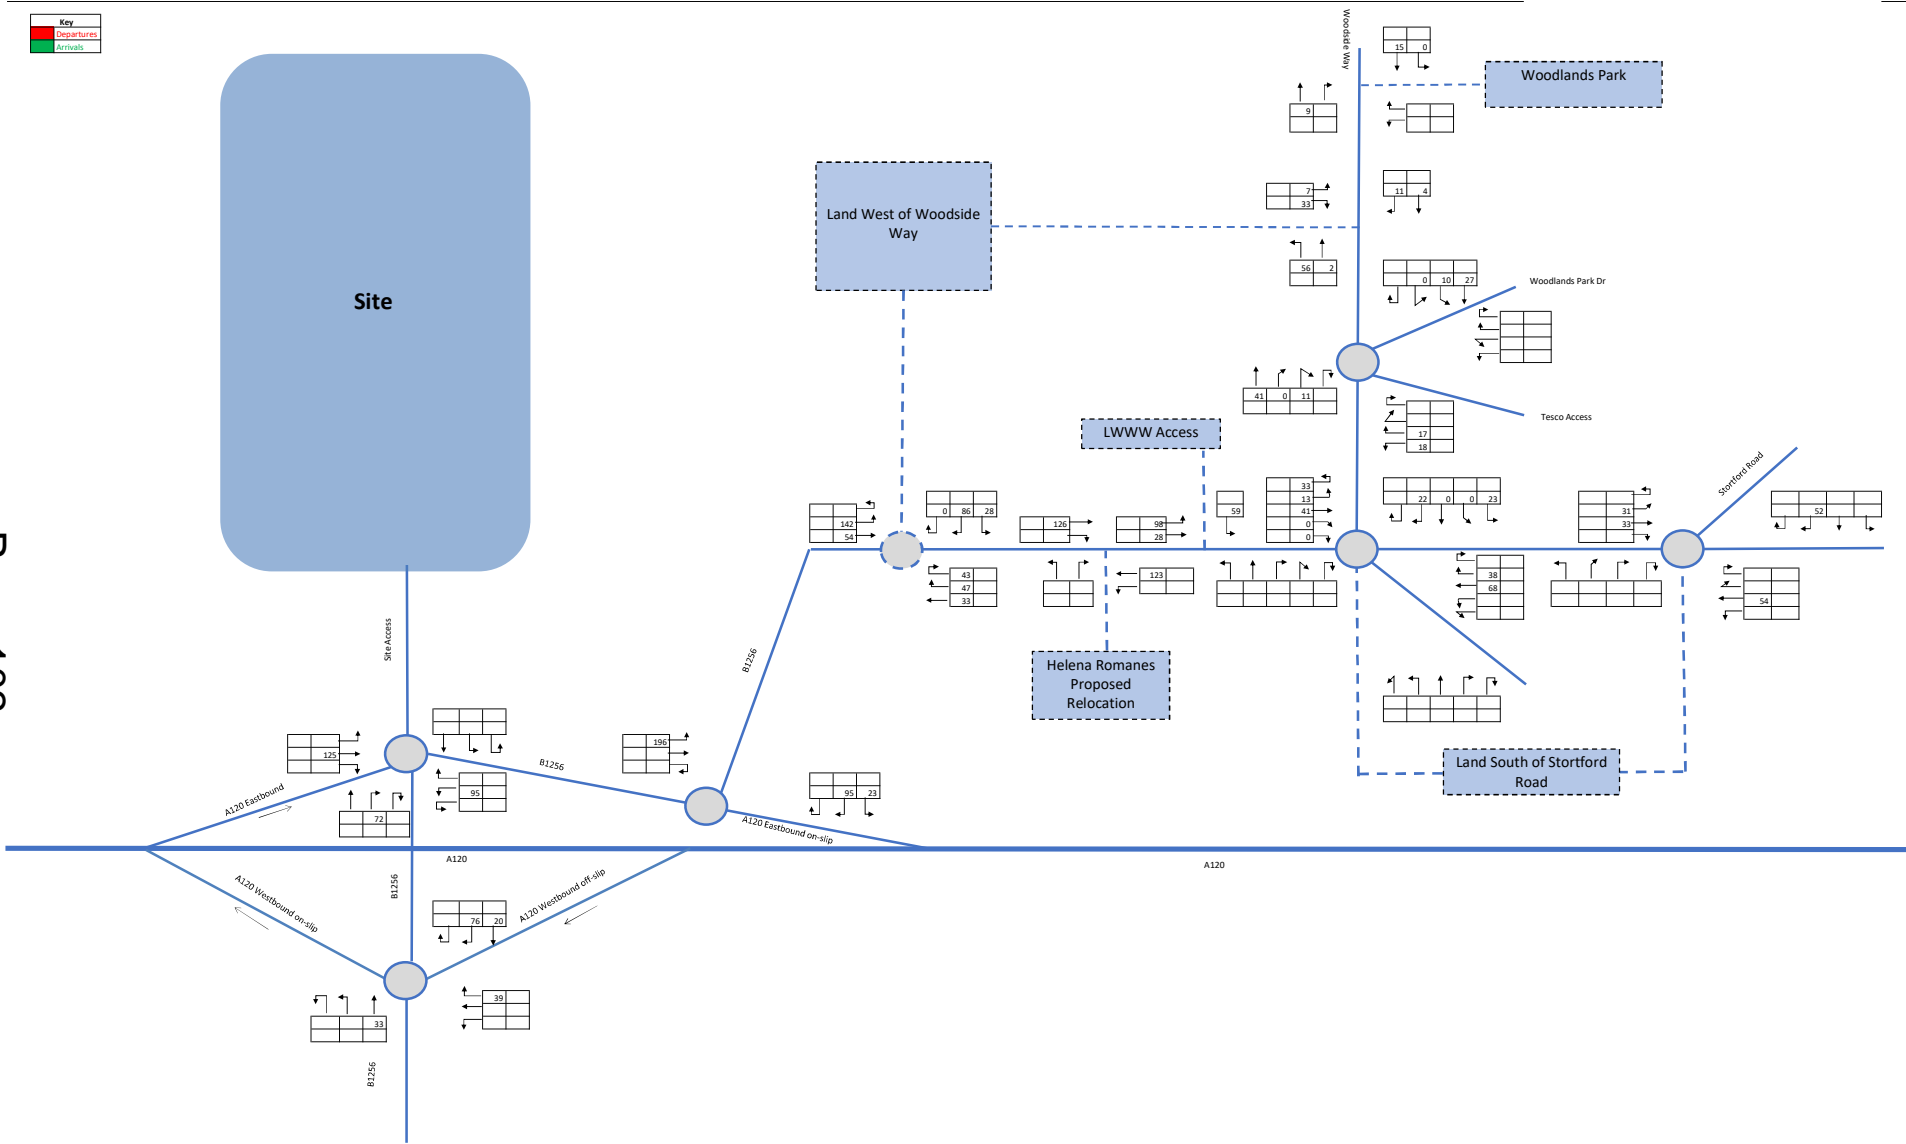 Key
Departures
Arrivals
Woodside Way
15 0
Woodlands Park
9
7
33
11 4
Land West of Woodside
Way
56 2
0 10 27
Woodlands Park Dr
Site
41 0 11
Tesco Access
17
18
LWWW Access
Stortford Road
142
54
0 86 28
126
98
28
59
33
13
41
0
0
22 0 0 23
31
33
52
43
47
33
123
38
68
54
Site Access
B1256
Helena Romanes
Proposed
Relocation
125
95
72
B1256
196
95 23
Land South of Stortford
Road
A120 Eastbound
A120 Eastbound on-slip
A120
A120
B1256
A120 Westbound on-slip
A120 Westbound off-slip
76 20
39
33
B1256